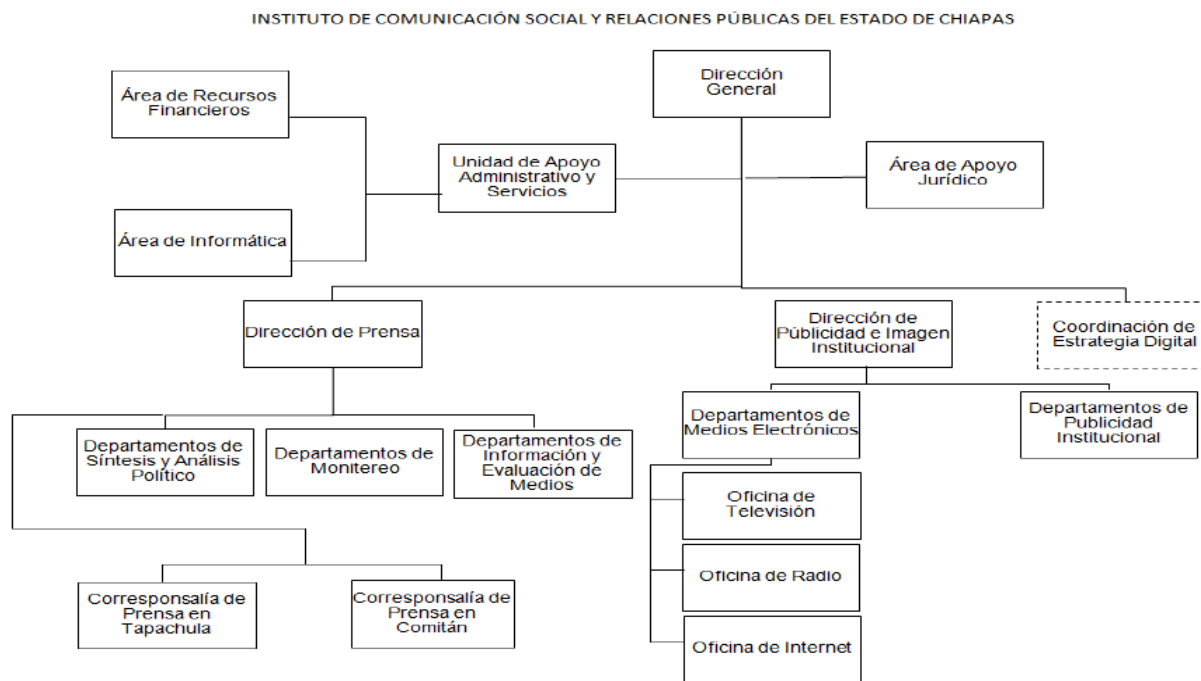 INSTITUTO DE COMUNICACIÓN SOCIAL Y RELACIONES PÚBLICAS DEL ESTADO DE CHIAPAS
Dirección
General
Área de Recursos
Financieros
Unidad de Apoyo
Administrativo y
Servicios
Área de Apoyo
Jurídico
Área de Informática
Dirección de Prensa
Dirección de
Públicidad e Imagen
Institucional
Coordinación de
Estrategia Digital
Departamentos de
Síntesis y Análisis
Político
Departamentos de
Monitereo
Departamentos de
Información y
Evaluación de
Medios
Departamentos de
Medios Electrónicos
Departamentos de
Publicidad
Institucional
Oficina de
Televisión
Oficina de Radio
Oficina de Internet
Corresponsalía de
Prensa en
Tapachula
Corresponsalía de
Prensa en
Comitán